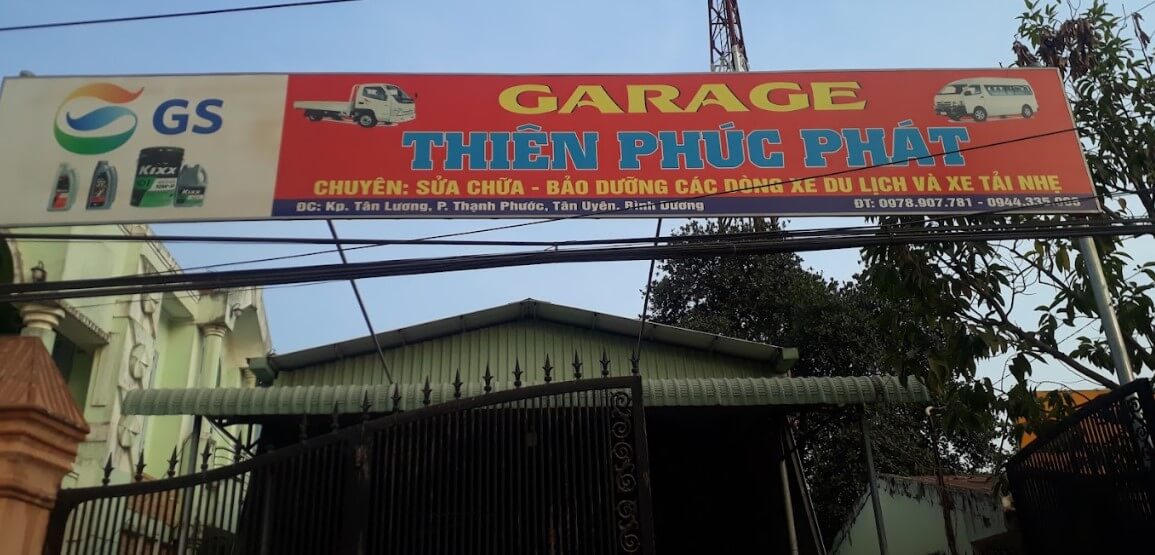 GS
KIXX
GARAGE
THIÊN PHÚC PHÁT
CHUYÊN: SỬA CHỮA - BẢO DƯỠNG CÁC DÒNG XE DU LỊCH VÀ XE TẢI NHẸ
ĐC: Kp. Tân Lương, P. Thạnh Phước, Tân Uyên, Bình Dương
ĐT: 0978.907.781 -